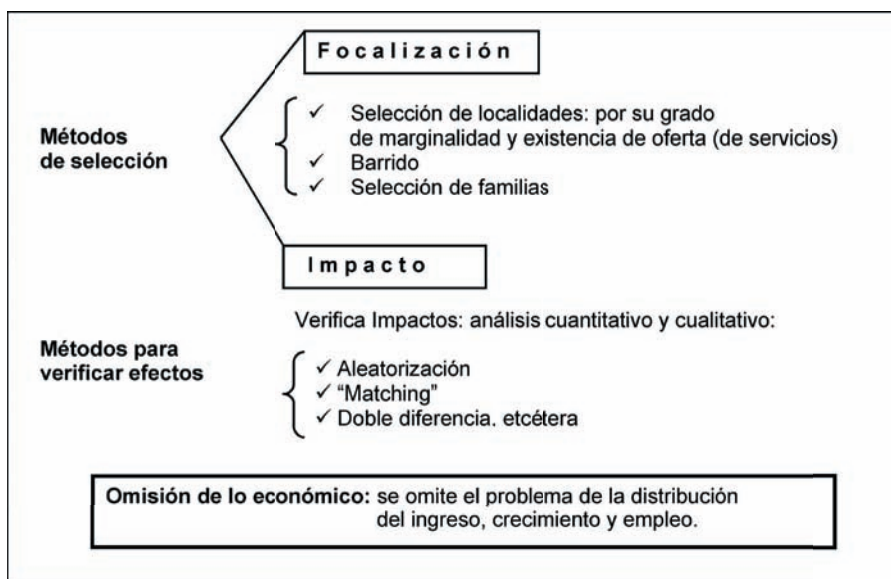 Focalización
Métodos
de selección
✓ Selección de localidades: por su grado
de marginalidad y existencia de oferta (de servicios)
✓ Barrido
✓ Selección de familias
Impacto
Verifica Impactos: análisis cuantitativo y cualitativo:
Métodos para
verificar efectos
✓ Aleatorización
✓ “Matching”
✓ Doble diferencia. etcétera
Omisión de lo económico: se omite el problema de la distribución
del ingreso, crecimiento y empleo.